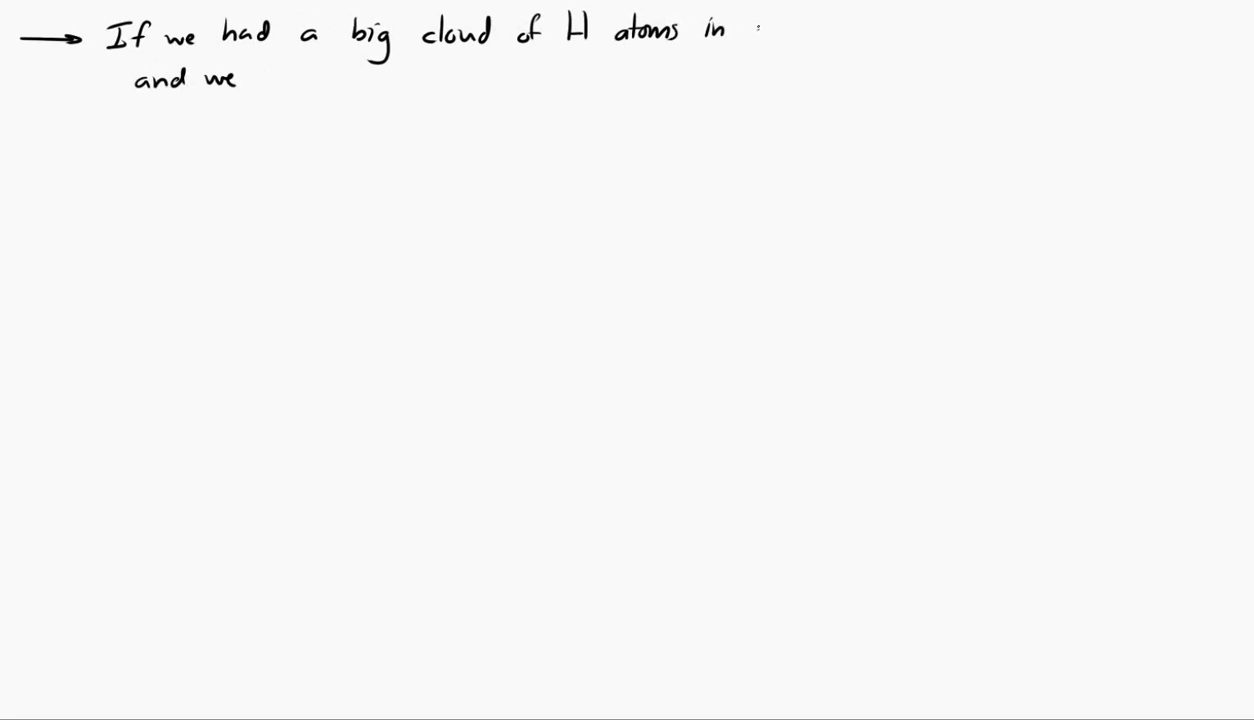 → If we had a big cloud of H atoms in
and we